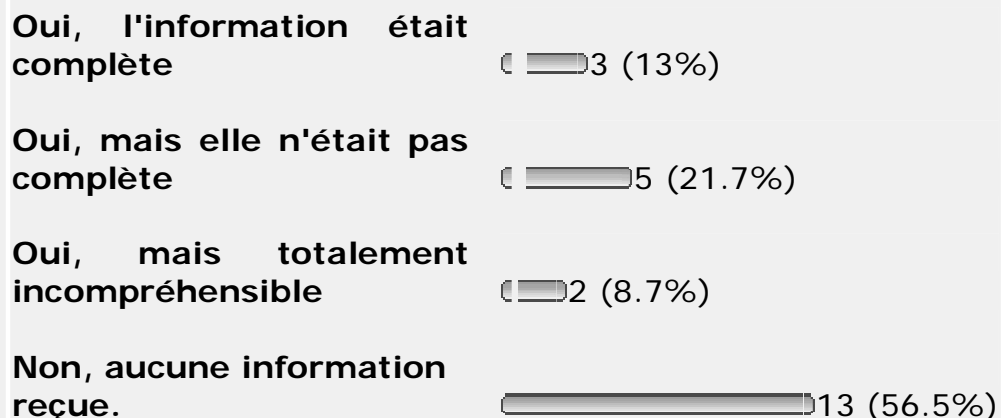 Oui, l'information était
complète 3 (13%)
Oui, mais elle n'était pas
complète 5 (21.7%)
Oui, mais totalement
incompréhensible 2 (8.7%)
Non, aucune information
reçue. 13 (56.5%)